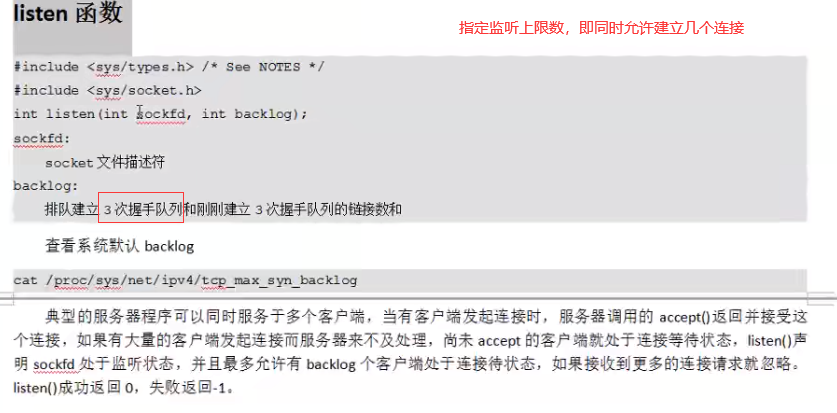 listen 函数
指定监听上限数，即同时允许建立几个连接
#include <sys/types.h> /* See NOTES */
#include <sys/socket.h>
int listen(int sockfd, int backlog);
sockfd:
socket 文件描述符
backlog:
排队建立 3 次握手队列和刚刚建立 3 次握手队列的链接数和
查看系统默认 backlog
cat /proc/sys/net/ipv4/tcp_max_syn_backlog
典型的服务器程序可以同时服务于多个客户端，当有客户端发起连接时，服务器调用的 accept()返回并接受这
个连接，如果有大量的客户端发起连接而服务器来不及处理，尚未 accept 的客户端就处于连接等待状态，listen()声
明 sockfd 处于监听状态，并且最多允许有 backlog 个客户端处于连接待状态，如果接收到更多的连接请求就忽略。
listen()成功返回 0，失败返回-1。